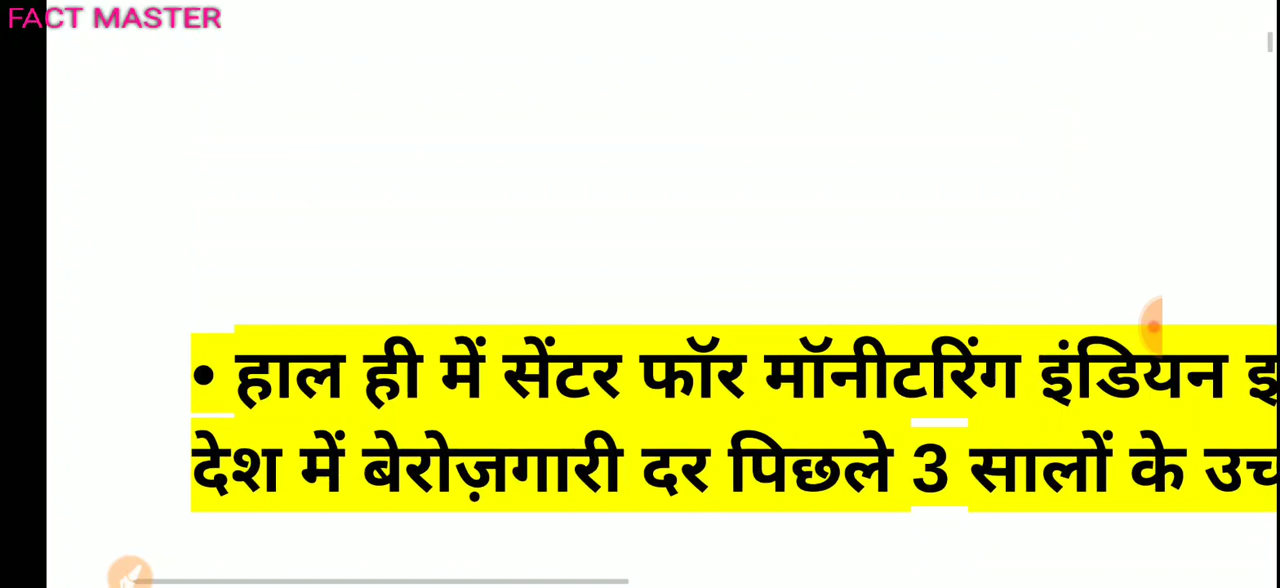 FACT MASTER
• हाल ही में सेंटर फॉर मॉनीटरिंग इंडियन
देश में बेरोज़गारी दर पिछले 3 सालों के